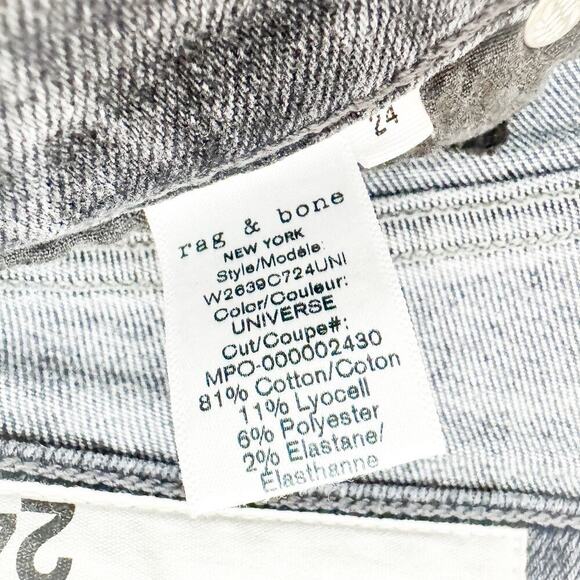 24
rag & bone
NEW YORK
Style/Modèle:
W2639C724UNI
Color/Couleur:
UNIVERSE
Cut/Coupe#:
MPO-000002430
81% Cotton/Coton
11% Lyocell
6% Polyester
2% Elastane/
Elasthanne
24